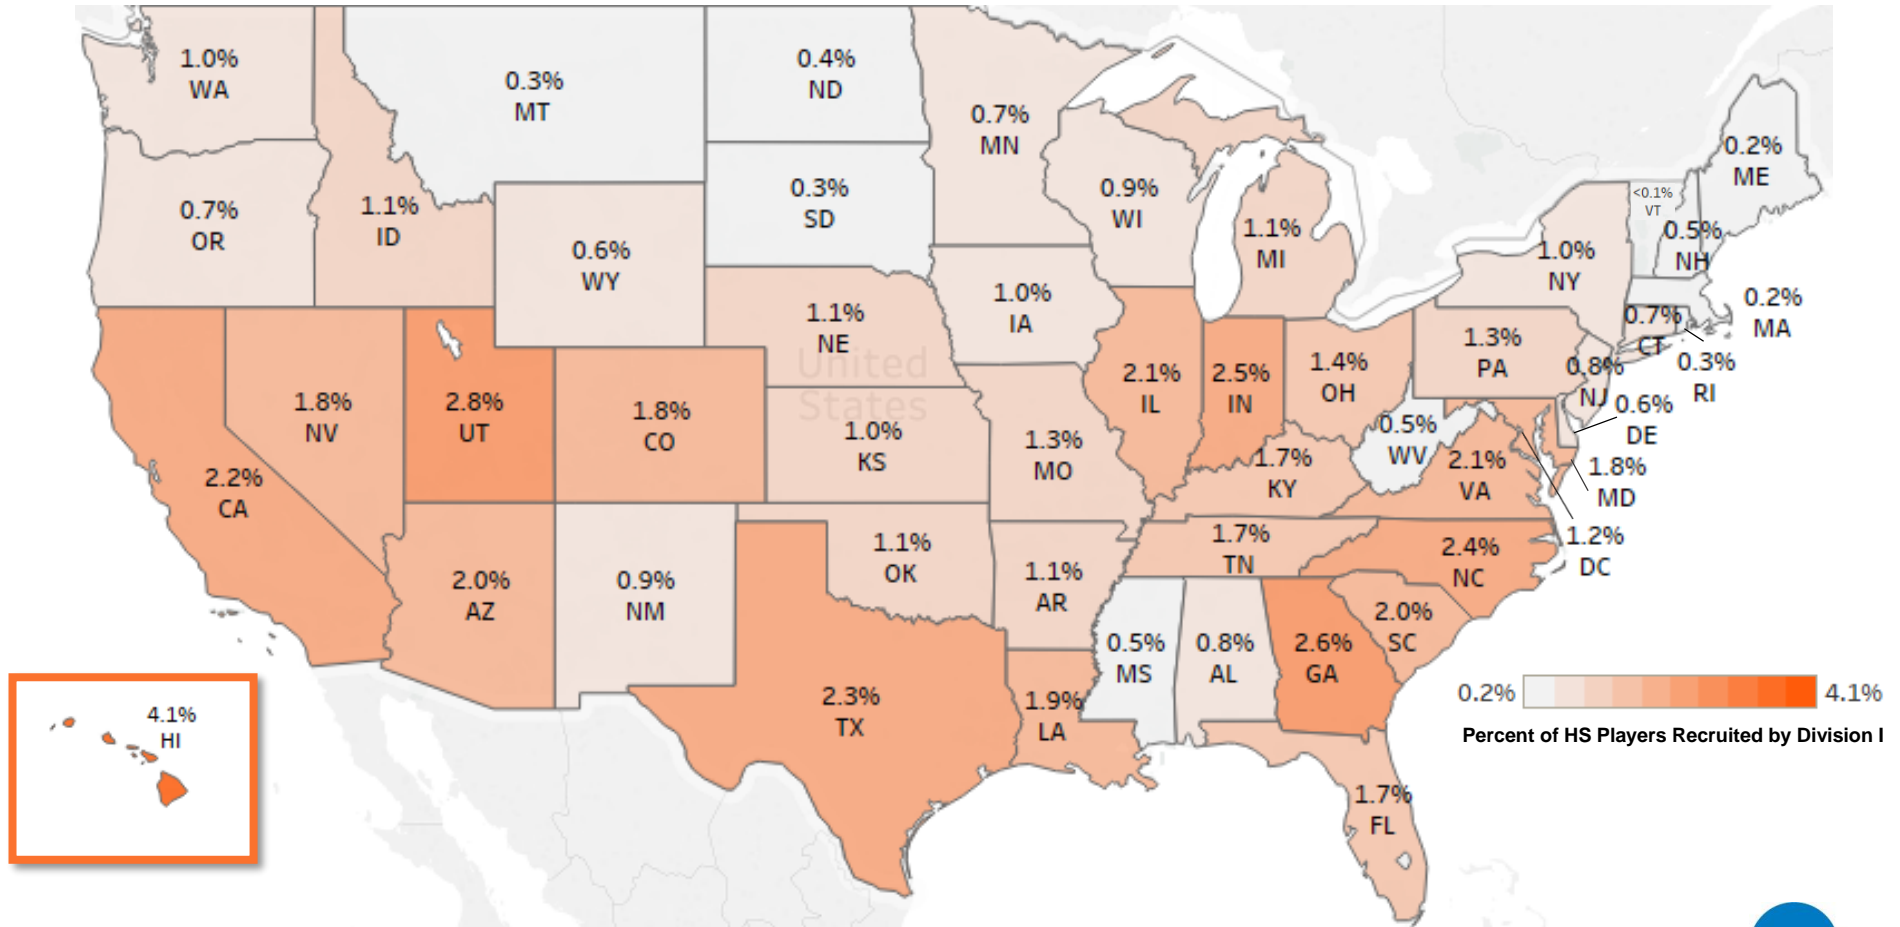 1.0%
WA
0.3%
MT
0.4%
ND
0.7%
MN
0.2%
ME
<0.1%
VT
0.5%
NH
0.7%
OR
1.1%
ID
0.3%
SD
0.9%
WI
1.1%
MI
1.0%
NY
0.6%
WY
1.0%
IA
0.2%
MA
1.1%
NE
0.7%
CT
1.3%
PA
0.3%
RI
United
States
1.8%
NV
2.8%
UT
1.8%
CO
2.1%
IL
2.5%
IN
1.4%
OH
0.8%
NJ
0.6%
DE
1.0%
KS
1.3%
MO
1.7%
KY
0.5%
WV
2.1%
VA
1.8%
MD
2.2%
CA
1.2%
DC
2.0%
AZ
0.9%
NM
1.1%
OK
1.1%
AR
1.7%
TN
2.4%
NC
2.0%
SC
2.3%
TX
1.9%
LA
0.5%
MS
0.8%
AL
2.6%
GA
0.2%
4.1%
Percent of HS Players Recruited by Division I
4.1%
HI
1.7%
FL